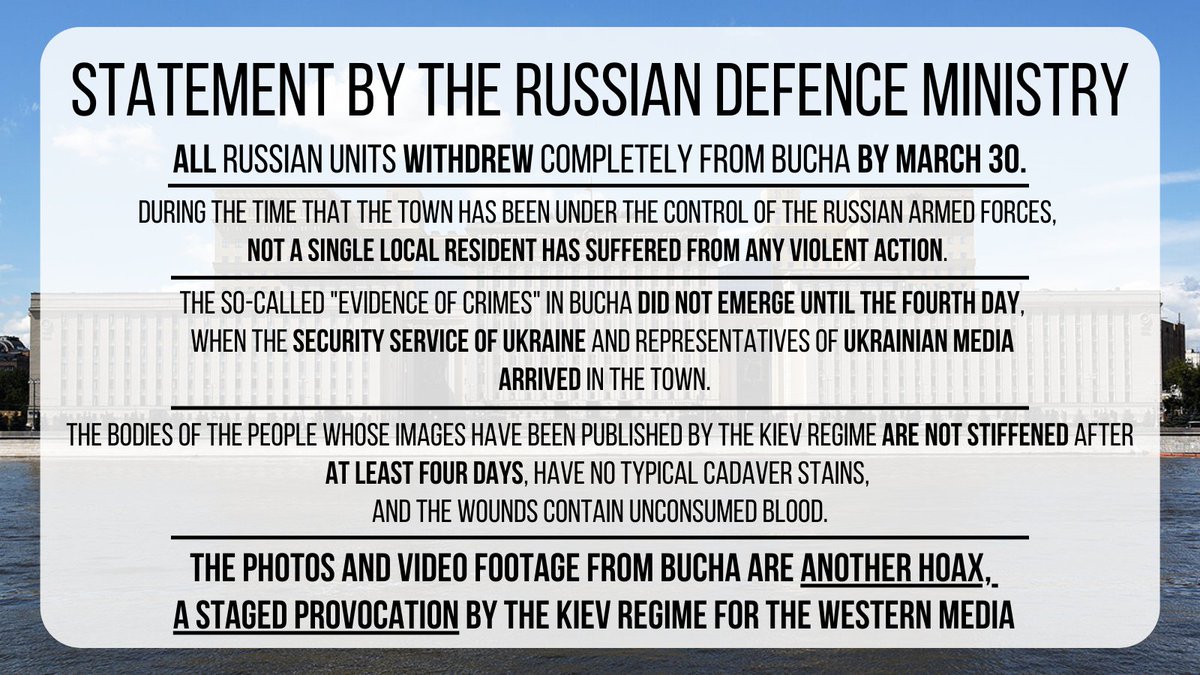 STATEMENT BY THE RUSSIAN DEFENCE MINISTRY
ALL RUSSIAN UNITS WITHDREW COMPLETELY FROM BUCHA BY MARCH 30.
DURING THE TIME THAT THE TOWN HAS BEEN UNDER THE CONTROL OF THE RUSSIAN ARMED FORCES,
NOT A SINGLE LOCAL RESIDENT HAS SUFFERED FROM ANY VIOLENT ACTION.
THE SO-CALLED "EVIDENCE OF CRIMES" IN BUCHA DID NOT EMERGE UNTIL THE FOURTH DAY,
WHEN THE SECURITY SERVICE OF UKRAINE AND REPRESENTATIVES OF UKRAINIAN MEDIA
ARRIVED IN THE TOWN.
THE BODIES OF THE PEOPLE WHOSE IMAGES HAVE BEEN PUBLISHED BY THE KIEV REGIME ARE NOT STIFFENED AFTER
AT LEAST FOUR DAYS, HAVE NO TYPICAL CADAVER STAINS,
AND THE WOUNDS CONTAIN UNCONSUMED BLOOD.
THE PHOTOS AND VIDEO FOOTAGE FROM BUCHA ARE ANOTHER HOAX,
A STAGED PROVOCATION BY THE KIEV REGIME FOR THE WESTERN MEDIA